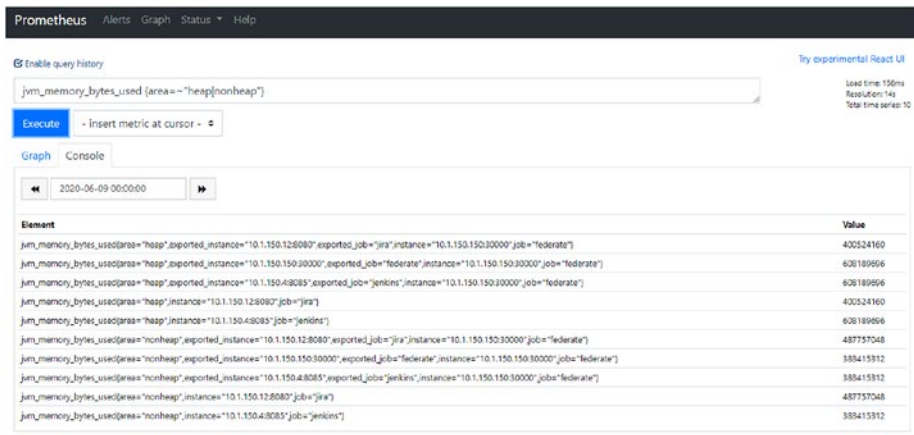 Prometheus Alerts Graph Status Help
Enable query history
Try experimental React UI
jvm_memory_bytes_used {area=~"heap|nonheap"}
Load time: 156ms
Resolution: 14s
Total time series: 10
Execute
- insert metric at cursor -
Graph Console
2020-06-09 00:00:00
Element Value
jvm_memory_bytes_used{area="heap",exported_instance="10.1.150.12:8080",exported_job="jira",instance="10.1.150.150:30000",job="federate"} 400524160
jvm_memory_bytes_used{area="heap",exported_instance="10.1.150.150:30000",exported_job="federate",instance="10.1.150.150:30000",job="federate"} 608189696
jvm_memory_bytes_used{area="heap",exported_instance="10.1.150.4:8085",exported_job="jenkins",instance="10.1.150.150:30000",job="federate"} 608189696
jvm_memory_bytes_used{area="heap",instance="10.1.150.12:8080",job="jira"} 400524160
jvm_memory_bytes_used{area="heap",instance="10.1.150.4:8085",job="jenkins"} 608189696
jvm_memory_bytes_used{area="nonheap",exported_instance="10.1.150.12:8080",exported_job="jira",instance="10.1.150.150:30000",job="federate"} 487757048
jvm_memory_bytes_used{area="nonheap",exported_instance="10.1.150.150:30000",exported_job="federate",instance="10.1.150.150:30000",job="federate"} 383415312
jvm_memory_bytes_used{area="nonheap",exported_instance="10.1.150.4:8085",exported_job="jenkins",instance="10.1.150.150:30000",job="federate"} 383415312
jvm_memory_bytes_used{area="nonheap",instance="10.1.150.12:8080",job="jira"} 487757048
jvm_memory_bytes_used{area="nonheap",instance="10.1.150.4:8085",job="jenkins"} 383415312